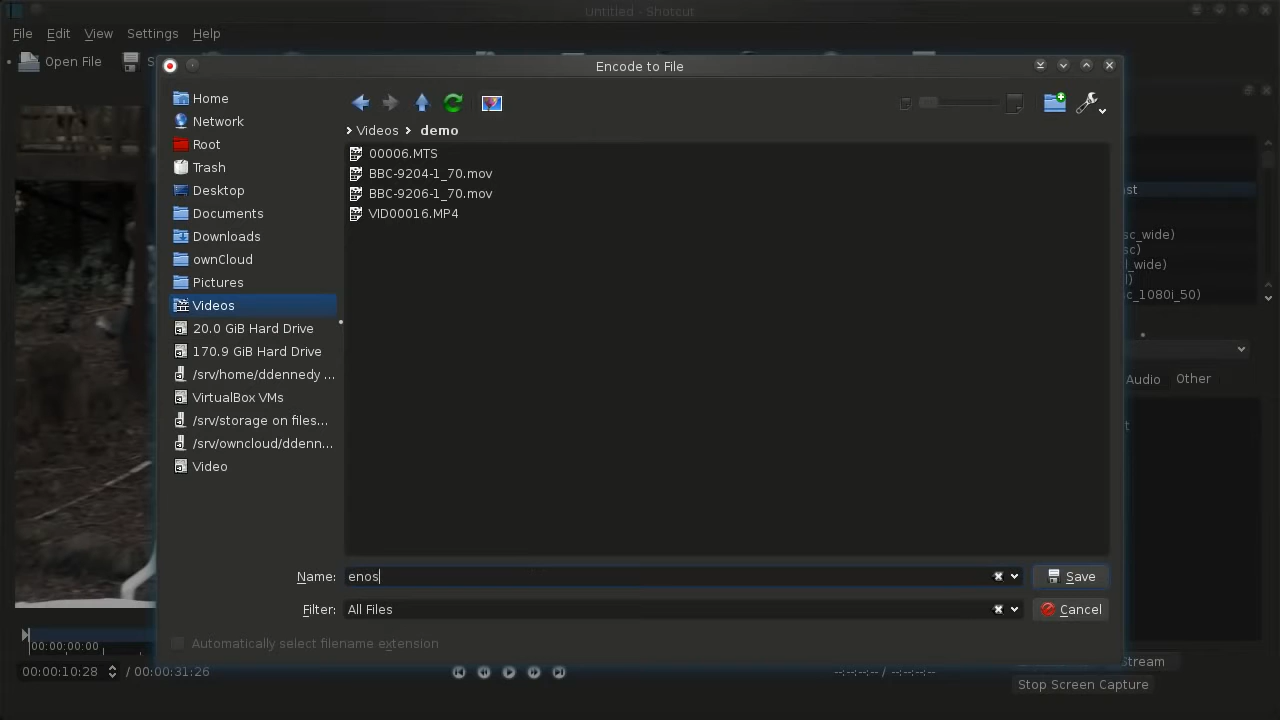 Untitled - Shotcut
File Edit View Settings Help
Open File
Encode to File
Home
Network
Root
Trash
Desktop
Documents
Downloads
ownCloud
Pictures
Videos
20.0 GiB Hard Drive
170.9 GiB Hard Drive
/srv/home/ddennedy ...
VirtualBox VMs
/srv/storage on files...
/srv/owncloud/ddenn...
Video
Videos demo
00006.MTS
BBC-9204-1_70.mov
BBC-9206-1_70.mov
VID00016.MP4
Name: enos
Save
Filter: All Files
Cancel
Automatically select filename extension
sc_wide)
sc)
l_wide)
c_1080i_50)
Audio Other
00:00:00:00
00:00:10:28 / 00:00:31:26
--:--:--:-- / --:--:--:--
Stream
Stop Screen Capture